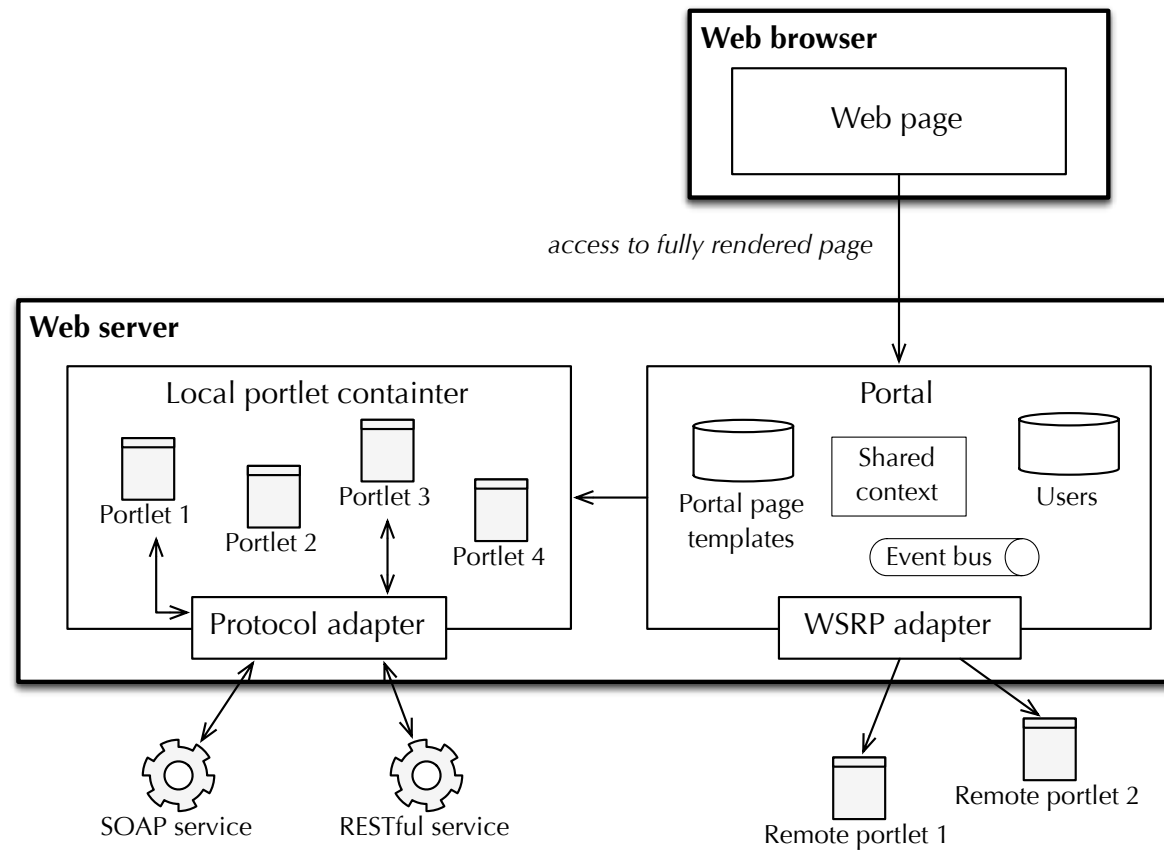 Web browser
Web page
access to fully rendered page
Web server
Local portlet containter
Portlet 1
Portlet 2
Portlet 3
Portlet 4
Protocol adapter
Portal
Portal page
templates
Shared
context
Users
Event bus
WSRP adapter
SOAP service
RESTful service
Remote portlet 1
Remote portlet 2